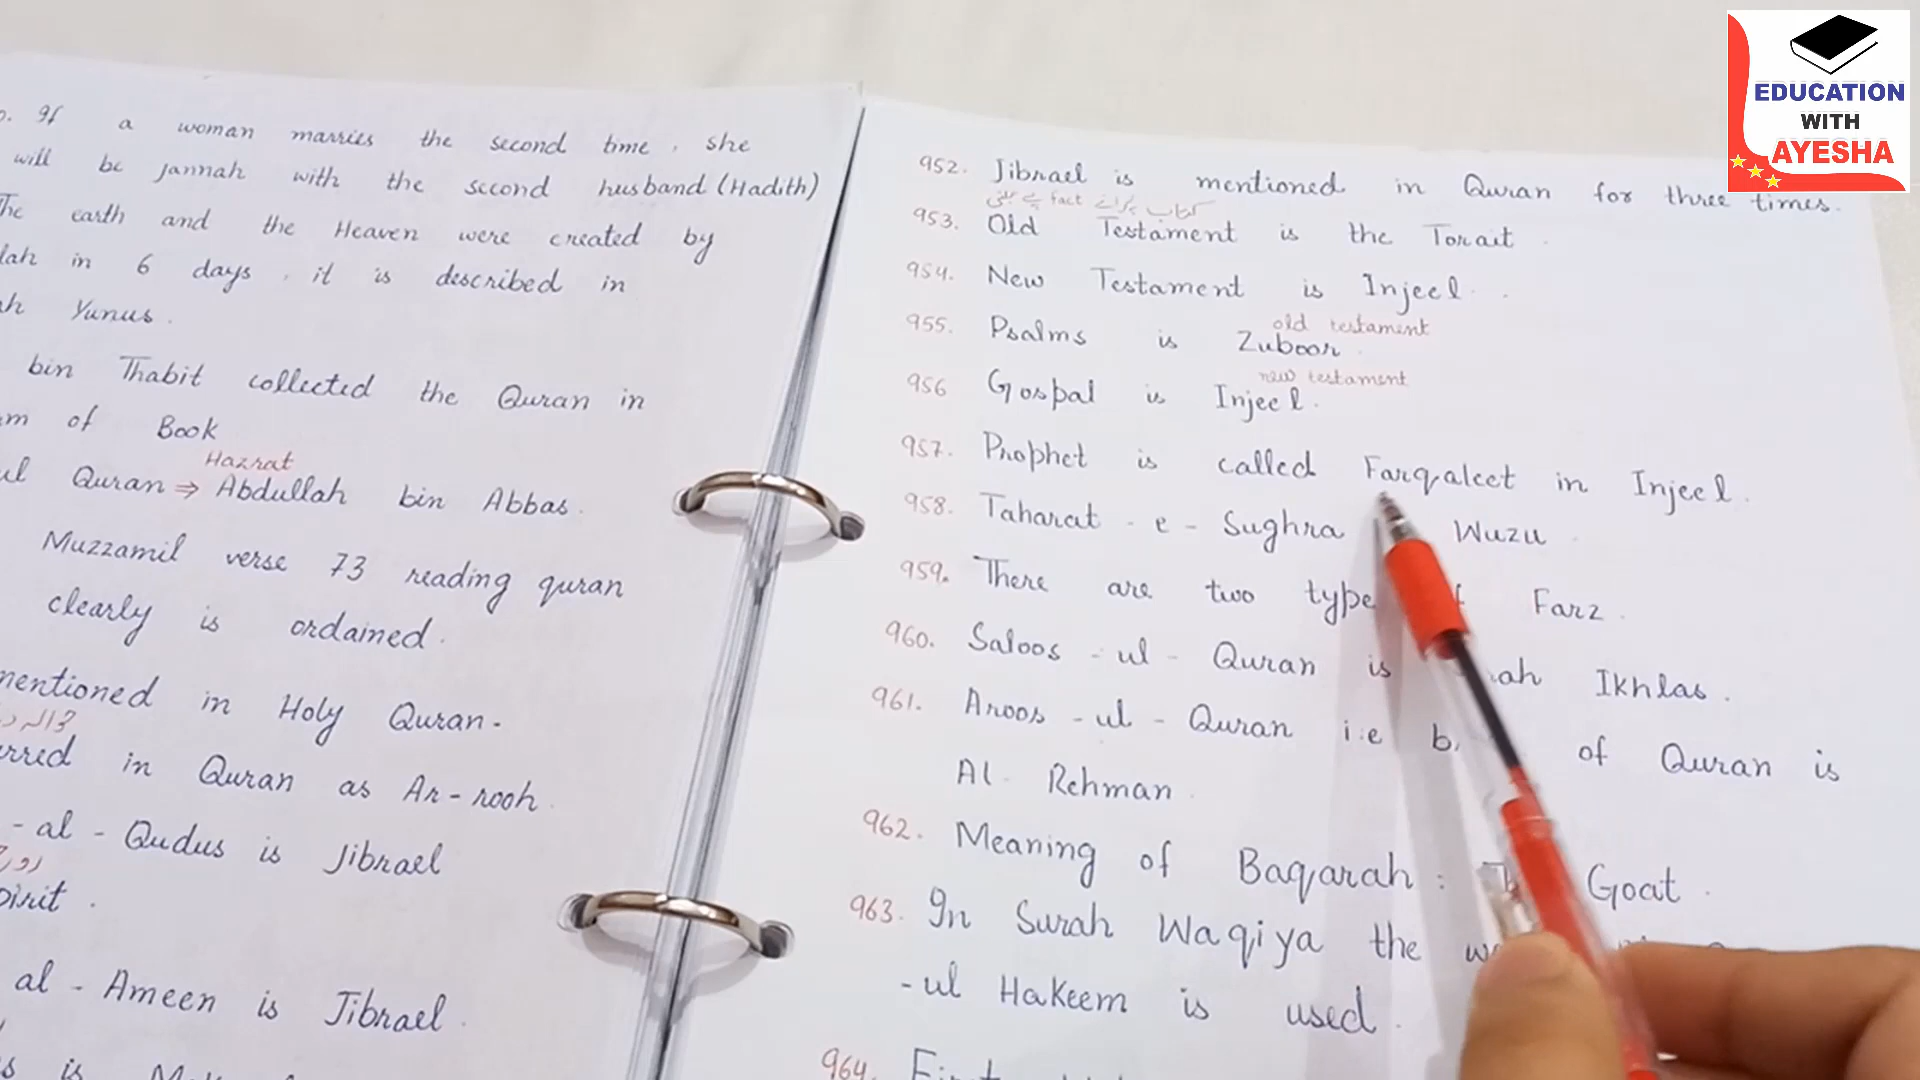 9f a woman marries the second time, she
will be jannah with the second husband (Hadith)
The earth and the Heaven were created by
in 6 days, it is described in
Yunus.
bin Thabit collected the Quran in
of Book
Hazrat
Quran ⇒ Abdullah bin Abbas.
Muzzamil verse 73 reading quran
clearly is ordained.
mentioned in Holy Quran.
in Quran as Ar-rooh.
-al-Qudus is Jibrael
al-Ameen is Jibrael.
is
952. Jibrael is mentioned in Quran for three times.
fact
953. Old Testament is the Torait.
954. New Testament is Injeel.
old testament
955. Psalms is Zuboor.
new testament
956 Gospal is Injeel.
957. Prophet is called Farqaleet in Injeel.
958. Taharat-e-Sughra Wuzu.
959. There are two type Farz.
960. Saloos-ul-Quran is Ikhlas.
961. Aroos-ul-Quran i.e of Quran is
Al-Rehman.
962. Meaning of Baqarah: Goat.
963. In Surah Waqiya the
-ul Hakeem is used.
964.
EDUCATION
WITH
AYESHA